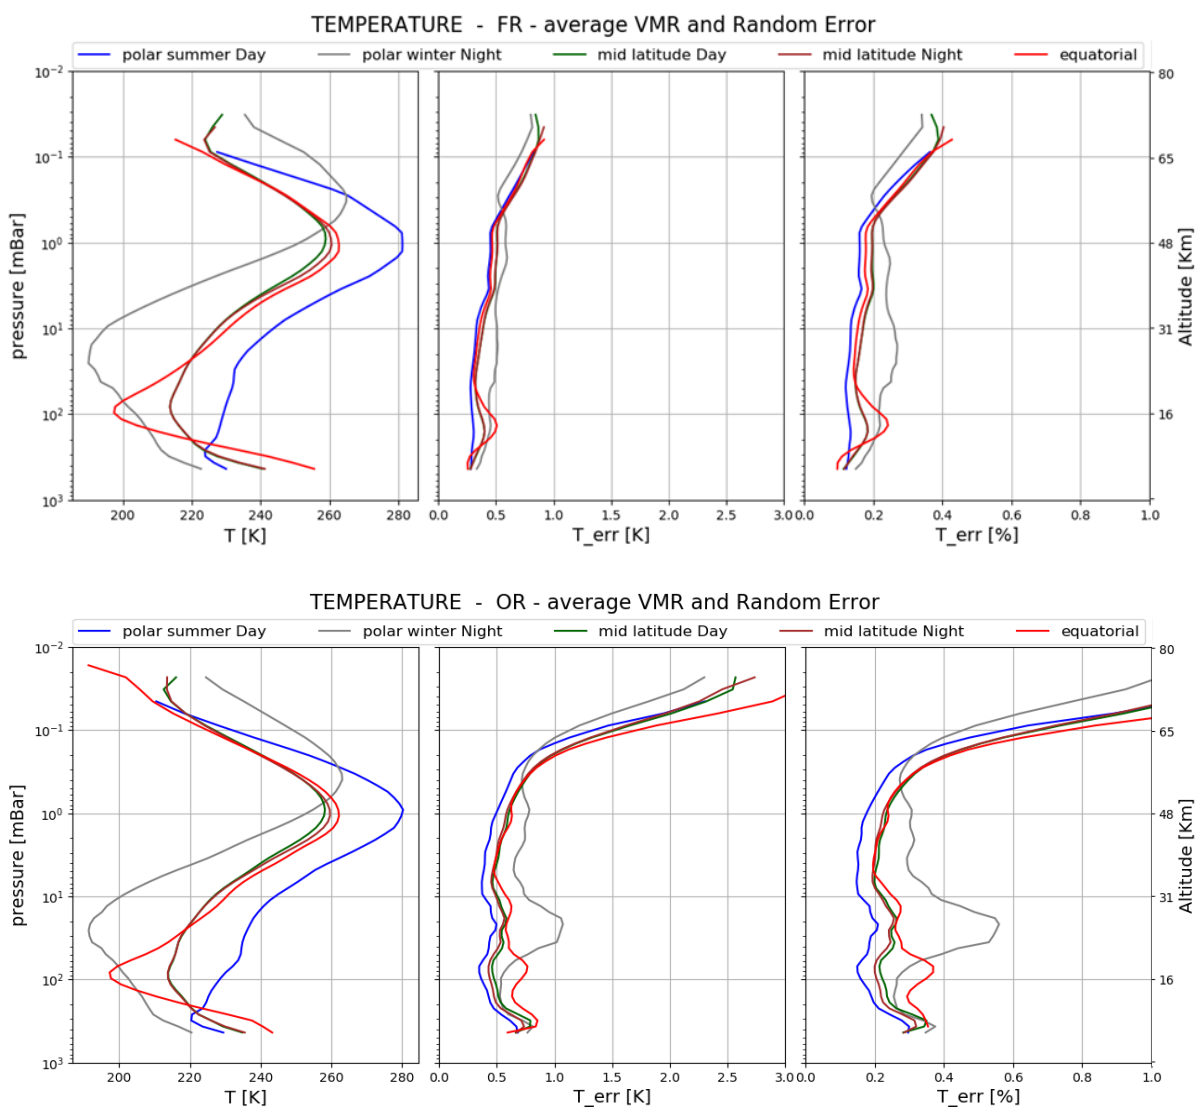 TEMPERATURE - FR - average VMR and Random Error
polar summer Day polar winter Night mid latitude Day mid latitude Night equatorial
10⁻² 80
10⁻¹ 65
10⁰ 48
10¹ 31
10² 16
10³
pressure [mBar]
Altitude [Km]
200 220 240 260 280 0.0 0.5 1.0 1.5 2.0 2.5 3.0 0.0 0.2 0.4 0.6 0.8 1.0
T [K] T_err [K] T_err [%]
TEMPERATURE - OR - average VMR and Random Error
polar summer Day polar winter Night mid latitude Day mid latitude Night equatorial
10⁻² 80
10⁻¹ 65
10⁰ 48
10¹ 31
10² 16
10³
pressure [mBar]
Altitude [Km]
200 220 240 260 280 0.0 0.5 1.0 1.5 2.0 2.5 3.0 0.0 0.2 0.4 0.6 0.8 1.0
T [K] T_err [K] T_err [%]